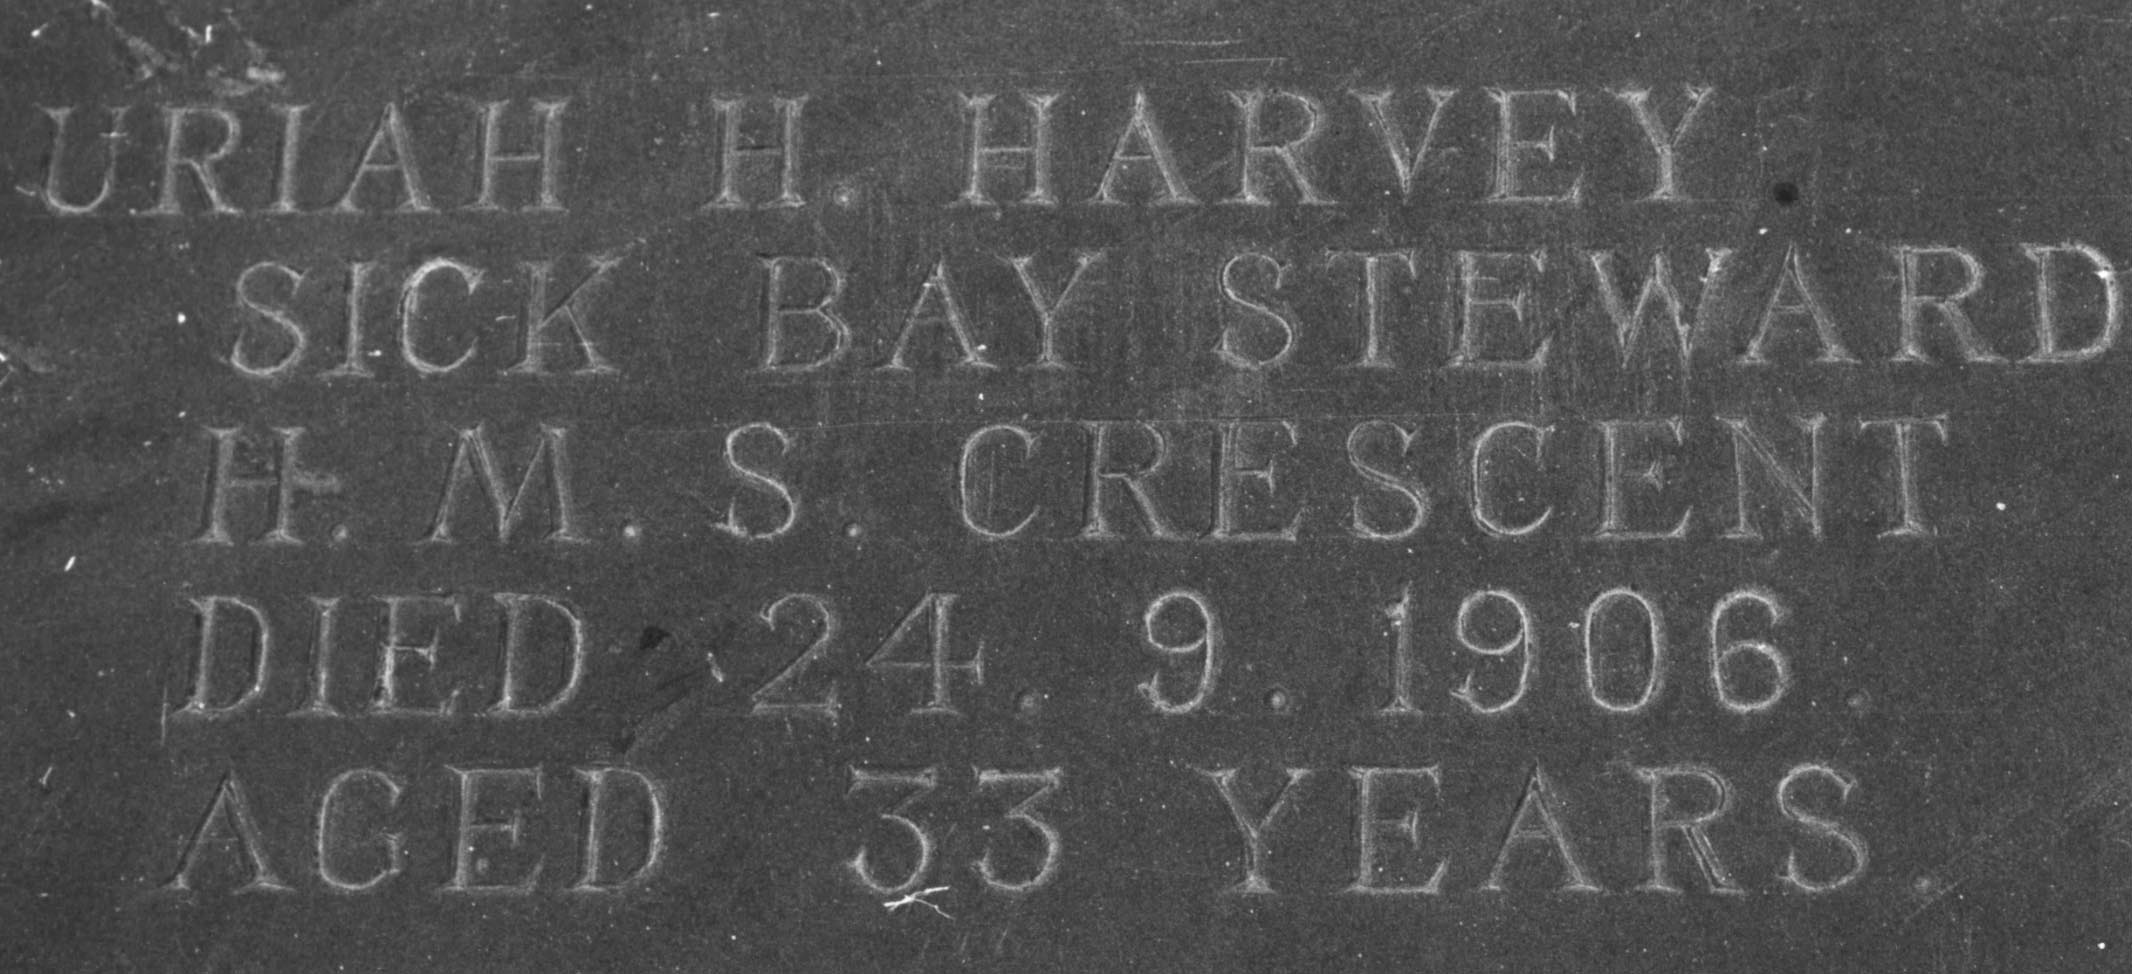 URIAH H. HARVEY
SICK BAY STEWARD
H. M. S. CRESCENT
DIED 24. 9. 1906.
AGED 33 YEARS.